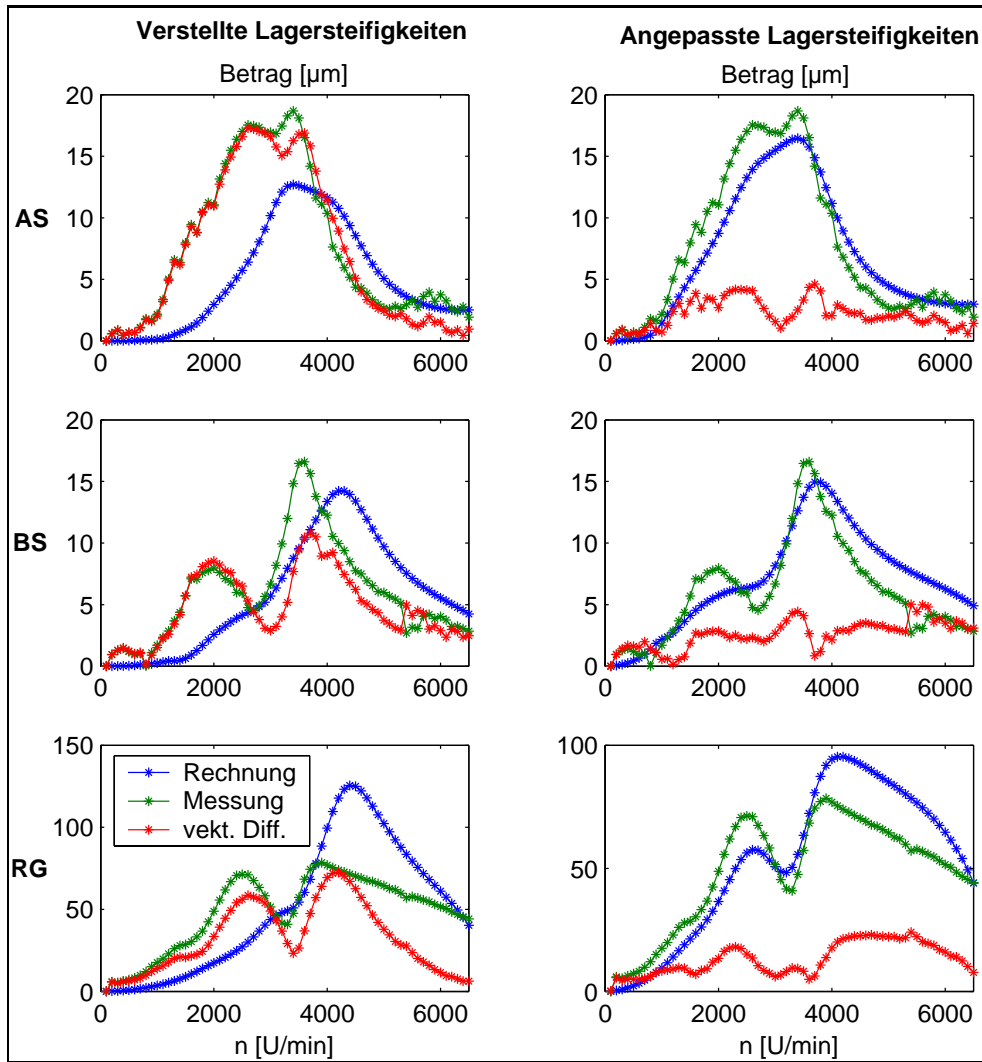 Verstellte Lagersteifigkeiten
Angepasste Lagersteifigkeiten
Betrag [µm]
Betrag [µm]
AS
20
15
10
5
0
0 2000 4000 6000
20
15
10
5
0
0 2000 4000 6000
BS
20
15
10
5
0
0 2000 4000 6000
20
15
10
5
0
0 2000 4000 6000
RG
150
100
50
0
0 2000 4000 6000
Rechnung
Messung
vekt. Diff.
n [U/min]
100
50
0
0 2000 4000 6000
n [U/min]